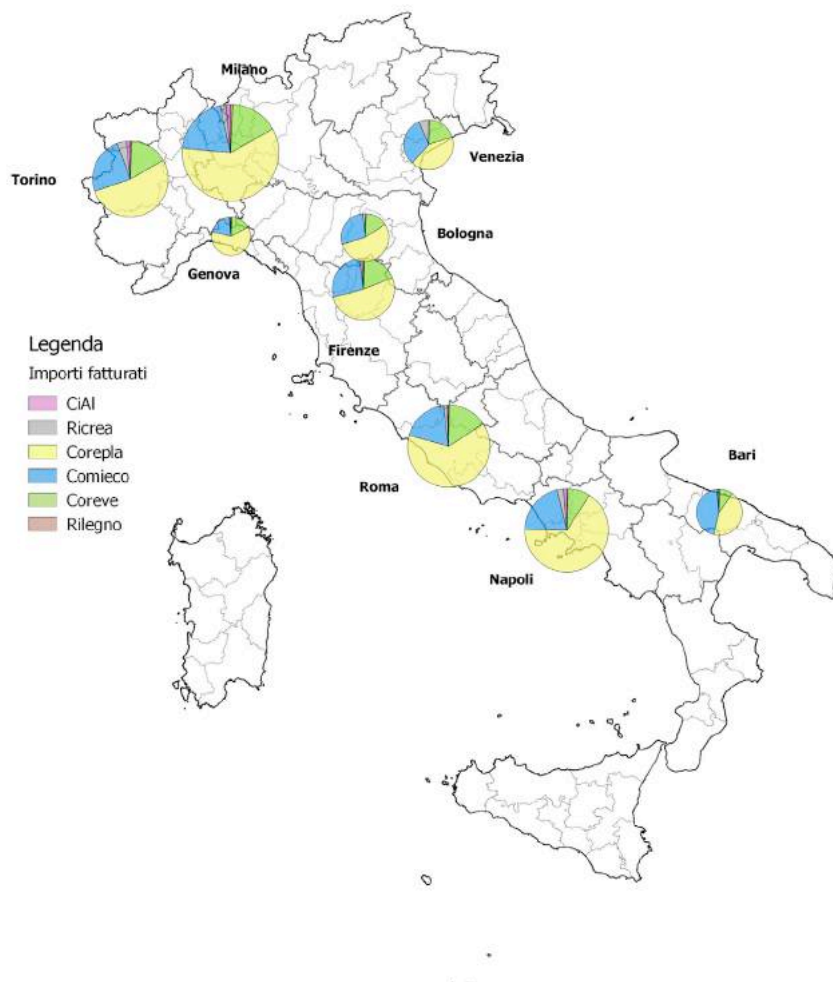 Milano
Torino
Venezia
Bologna
Genova
Firenze
Legenda
Importi fatturati
CiAl
Ricrea
Corepla
Comieco
Coreve
Rilegno
Roma
Bari
Napoli